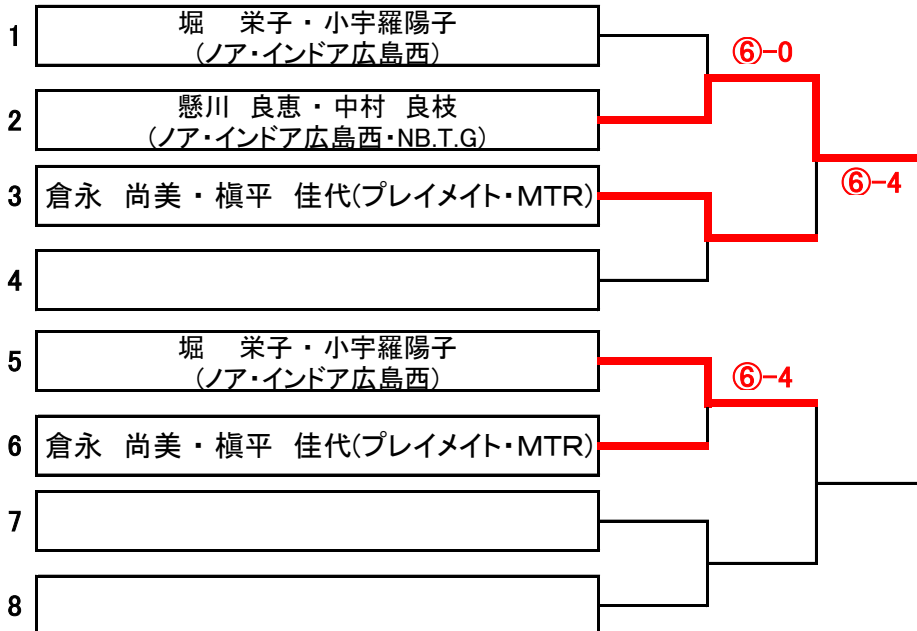 1
堀　栄子・小宇羅陽子
(ノア・インドア広島西)
⑥-0
2
懸川 良恵・中村 良枝
(ノア・インドア広島西・NB.T.G)
3
倉永 尚美・槇平 佳代(プレイメイト・MTR)
⑥-4
4
5
堀　栄子・小宇羅陽子
(ノア・インドア広島西)
⑥-4
6
倉永 尚美・槇平 佳代(プレイメイト・MTR)
7
8